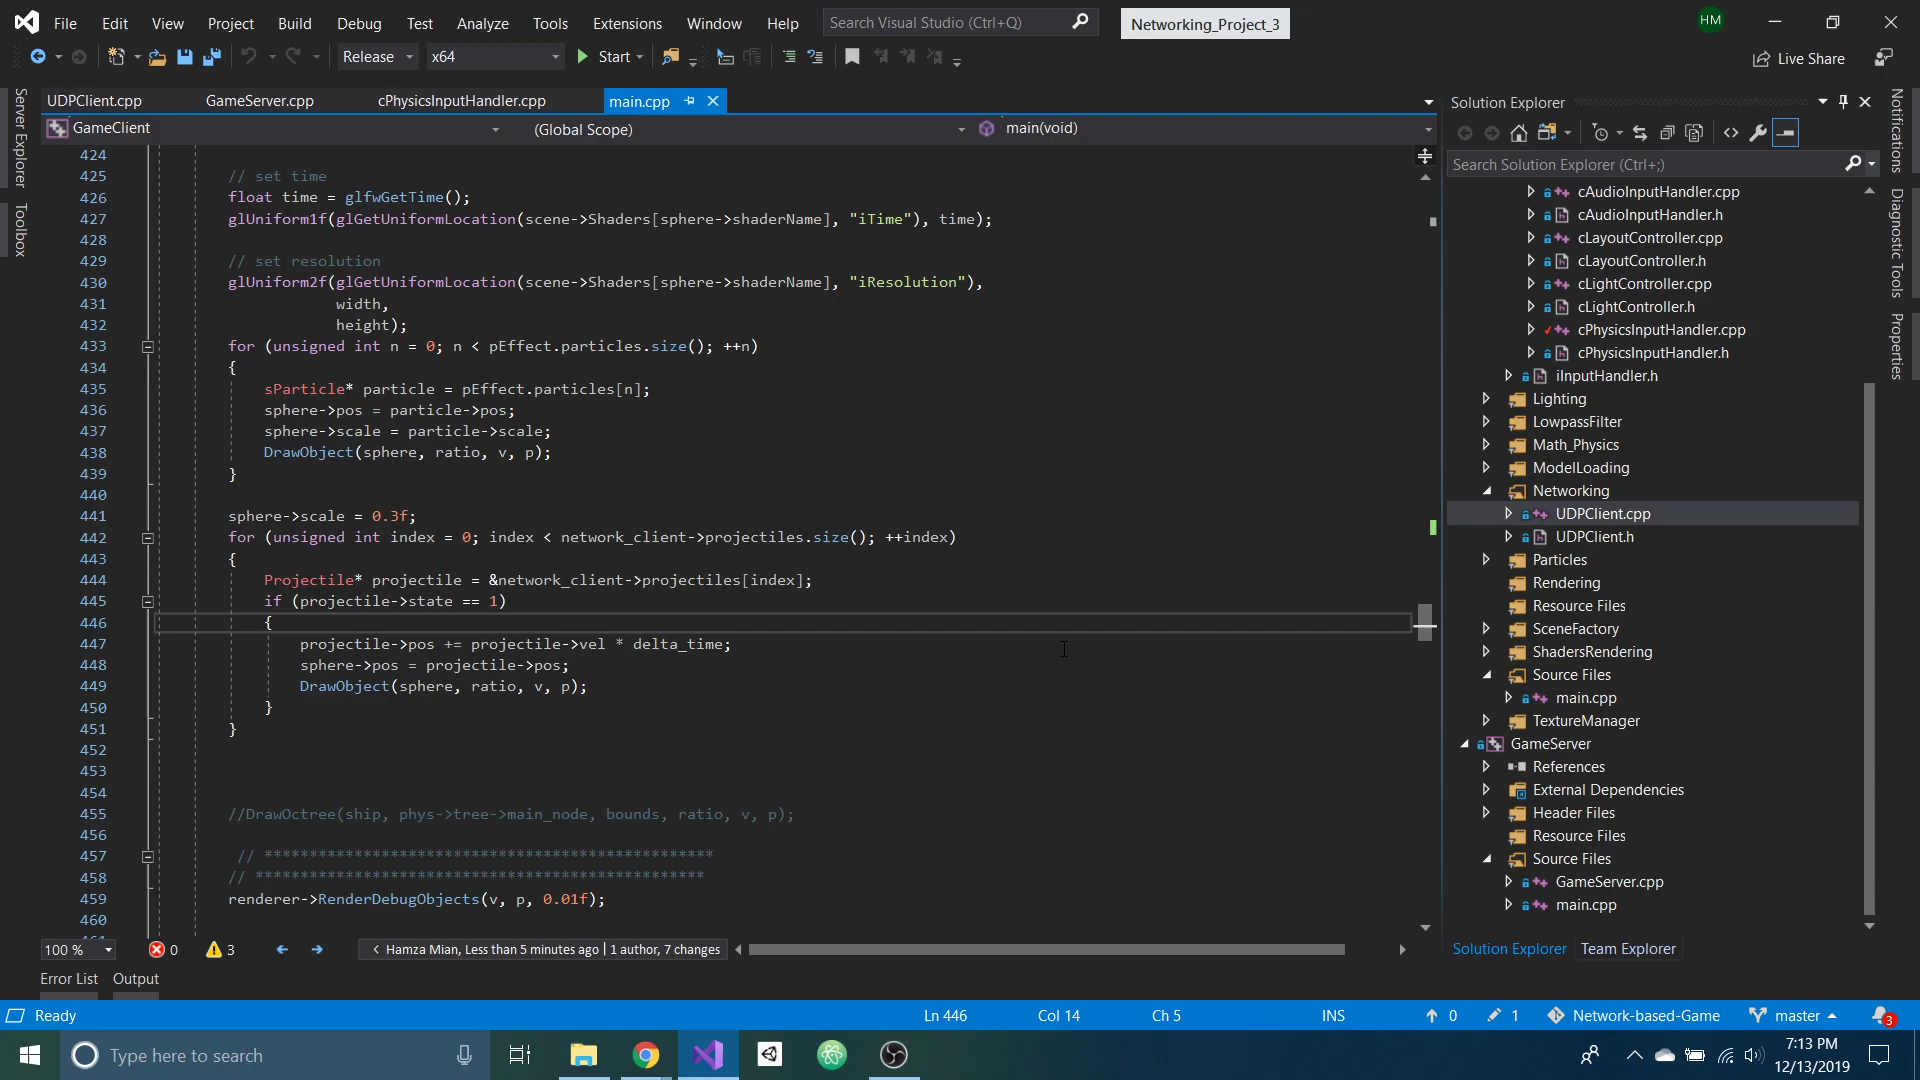 File Edit View Project Build Debug Test Analyze Tools Extensions Window Help Search Visual Studio (Ctrl+Q) Networking_Project_3 HM
Release x64 Start Live Share
UDPClient.cpp GameServer.cpp cPhysicsInputHandler.cpp main.cpp
GameClient (Global Scope) main(void)
424
425 // set time
426 float time = glfwGetTime();
427 glUniform1f(glGetUniformLocation(scene->Shaders[sphere->shaderName], "iTime"), time);
428
429 // set resolution
430 glUniform2f(glGetUniformLocation(scene->Shaders[sphere->shaderName], "iResolution"),
431 width,
432 height);
433 for (unsigned int n = 0; n < pEffect.particles.size(); ++n)
434 {
435 sParticle* particle = pEffect.particles[n];
436 sphere->pos = particle->pos;
437 sphere->scale = particle->scale;
438 DrawObject(sphere, ratio, v, p);
439 }
440
441 sphere->scale = 0.3f;
442 for (unsigned int index = 0; index < network_client->projectiles.size(); ++index)
443 {
444 Projectile* projectile = &network_client->projectiles[index];
445 if (projectile->state == 1)
446 {
447 projectile->pos += projectile->vel * delta_time;
448 sphere->pos = projectile->pos;
449 DrawObject(sphere, ratio, v, p);
450 }
451 }
452
453
454
455 //DrawOctree(ship, phys->tree->main_node, bounds, ratio, v, p);
456
457 // **************************************************
458 // **************************************************
459 renderer->RenderDebugObjects(v, p, 0.01f);
460
100 % 0 3 Hamza Mian, Less than 5 minutes ago | 1 author, 7 changes
Error List Output
Server Explorer
Toolbox
Solution Explorer
Search Solution Explorer (Ctrl+;)
cAudioInputHandler.cpp
cAudioInputHandler.h
cLayoutController.cpp
cLayoutController.h
cLightController.cpp
cLightController.h
cPhysicsInputHandler.cpp
cPhysicsInputHandler.h
iInputHandler.h
Lighting
LowpassFilter
Math_Physics
ModelLoading
Networking
UDPClient.cpp
UDPClient.h
Particles
Rendering
Resource Files
SceneFactory
ShadersRendering
Source Files
main.cpp
TextureManager
GameServer
References
External Dependencies
Header Files
Resource Files
Source Files
GameServer.cpp
main.cpp
Solution Explorer Team Explorer
Notifications
Diagnostic Tools
Properties
Ready Ln 446 Col 14 Ch 5 INS 0 1 Network-based-Game master 3
Type here to search
7:13 PM
12/13/2019